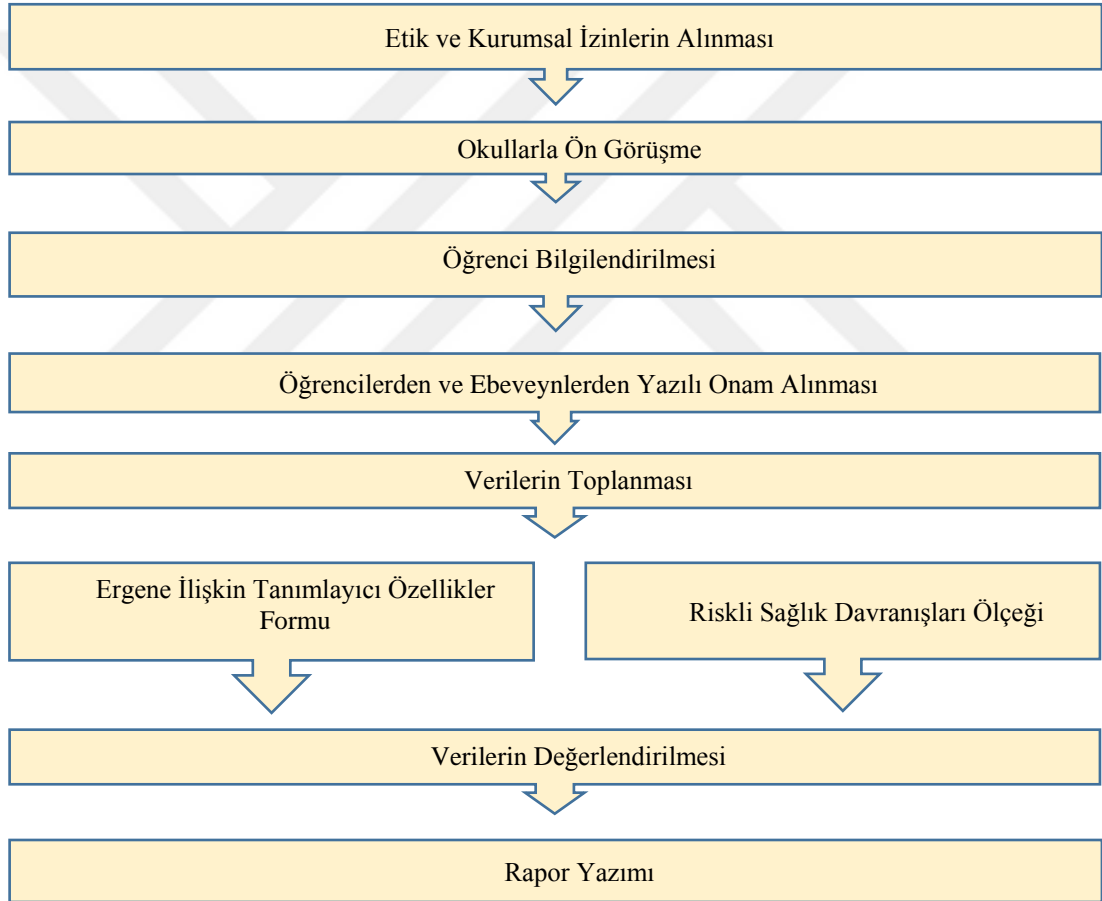 Etik ve Kurumsal İzinlerin Alınması
Okullarla Ön Görüşme
Öğrenci Bilgilendirilmesi
Öğrencilerden ve Ebeveynlerden Yazılı Onam Alınması
Verilerin Toplanması
Ergene İlişkin Tanımlayıcı Özellikler
Formu
Riskli Sağlık Davranışları Ölçeği
Verilerin Değerlendirilmesi
Rapor Yazımı